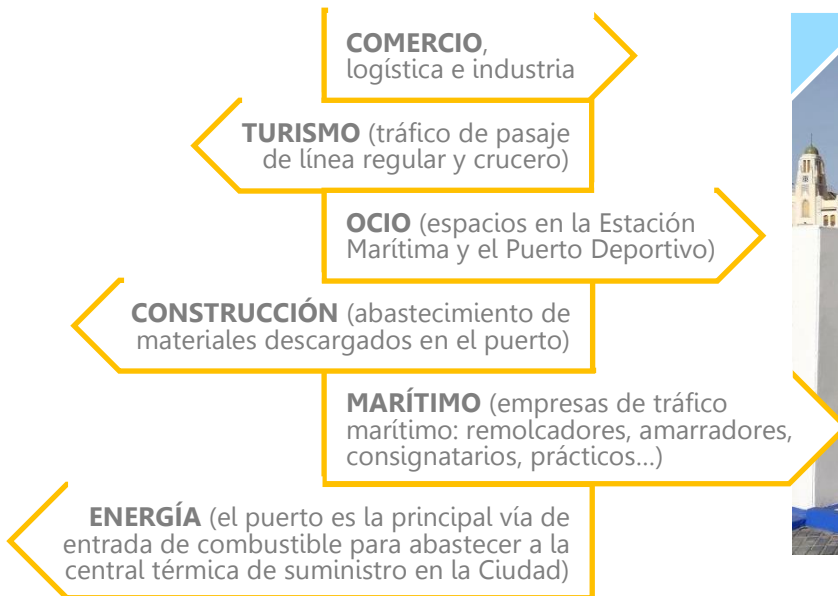 COMERCIO,
logística e industria
TURISMO (tráfico de pasaje
de línea regular y crucero)
OCIO (espacios en la Estación
Marítima y el Puerto Deportivo)
CONSTRUCCIÓN (abastecimiento de
materiales descargados en el puerto)
MARÍTIMO (empresas de tráfico
marítimo: remolcadores, amarradores,
consignatarios, prácticos...)
ENERGÍA (el puerto es la principal vía de
entrada de combustible para abastecer a la
central térmica de suministro en la Ciudad)